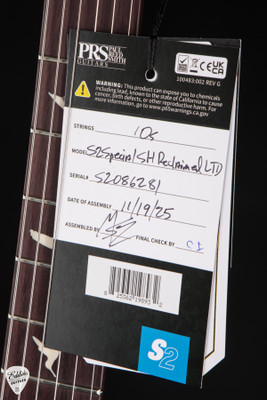 PRS
GUITARS
PAUL
REED
SMITH
CE
UKCA
100483:002 REV G
WARNING: This product can expose you to chemicals
including lead, known to the state of California to cause
cancer, birth defects, or other reproductive harm. For
more information go to www.p65warnings.ca.gov
STRINGS 10s
MODEL S2 Special SH Reclaimed LTD
SERIAL# S2086281
DATE OF ASSEMBLY 11/19/25
ASSEMBLED BY
FINAL CHECK BY
S2